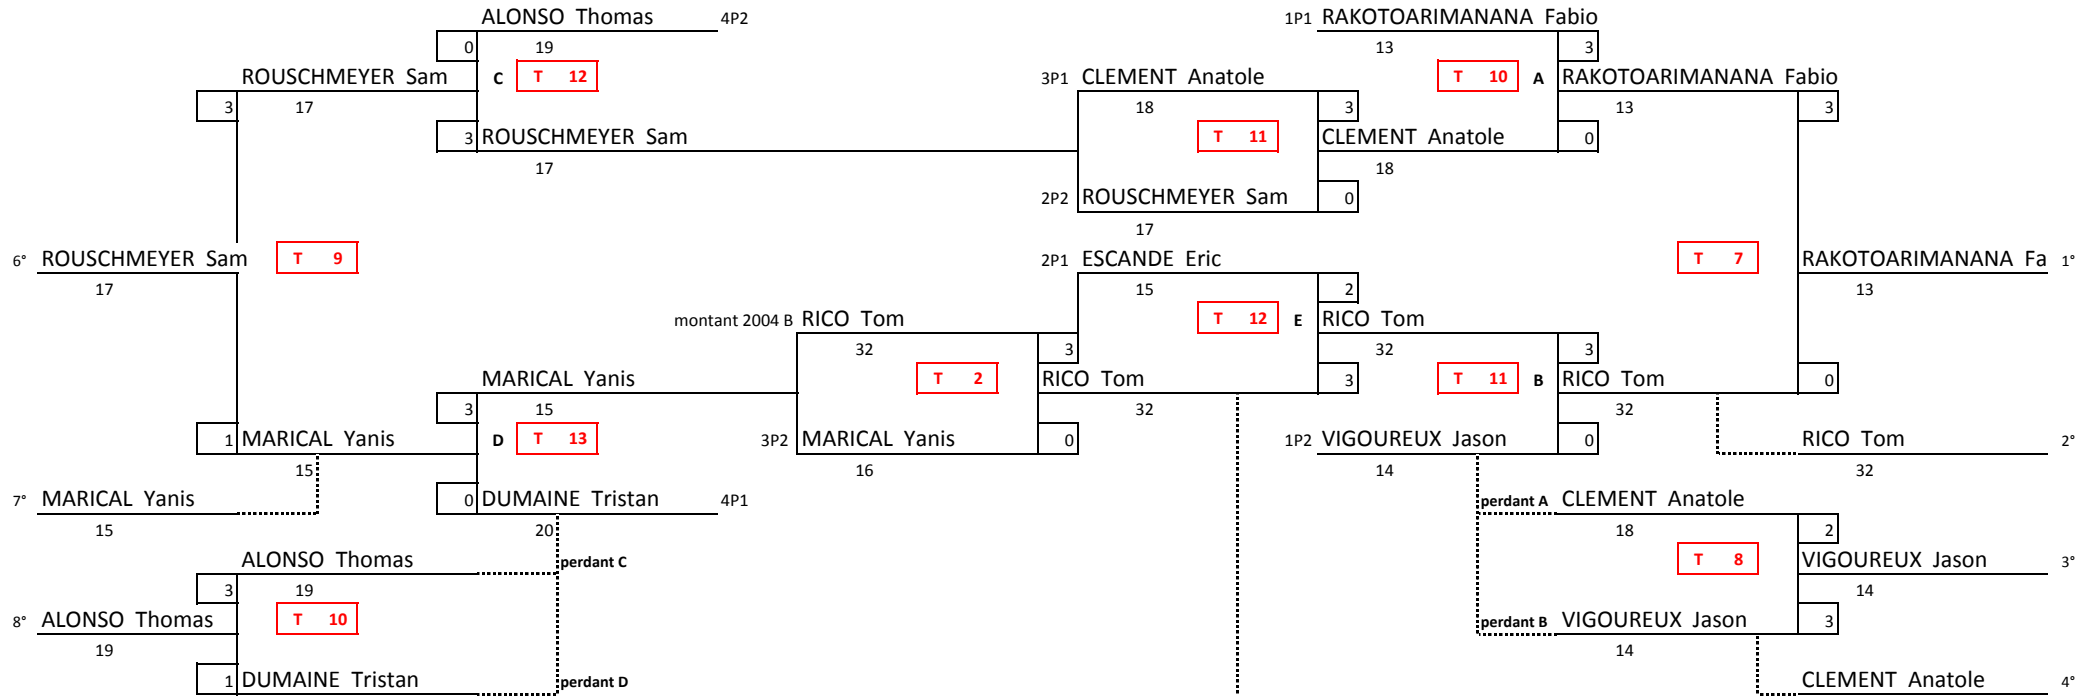 ALONSO Thomas 4P2 1P1 RAKOTOARIMANANA Fabio
0 19 13 3
ROUSCHMEYER Sam C T 12 3P1 CLEMENT Anatole T 10 A RAKOTOARIMANANA Fabio
3 17 18 3 13 3
3 ROUSCHMEYER Sam T 11 CLEMENT Anatole 0
17 18
2P2 ROUSCHMEYER Sam 0
17
6° ROUSCHMEYER Sam T 9 2P1 ESCANDE Eric T 7 RAKOTOARIMANANA Fa 1°
17 15 2 13
montant 2004 B RICO Tom T 12 E RICO Tom
32 3 32 3
MARICAL Yanis T 2 RICO Tom 3 T 11 B RICO Tom 0
3 15 32 32
1 MARICAL Yanis D T 13 3P2 MARICAL Yanis 0 1P2 VIGOUREUX Jason 0 RICO Tom 2°
15 16 14 32
7° MARICAL Yanis 0 DUMAINE Tristan 4P1 perdant A CLEMENT Anatole
15 20 18 2
ALONSO Thomas perdant C T 8 VIGOUREUX Jason 3°
3 19 14
8° ALONSO Thomas T 10 perdant B VIGOUREUX Jason 3
19 14
1 DUMAINE Tristan perdant D CLEMENT Anatole 4°